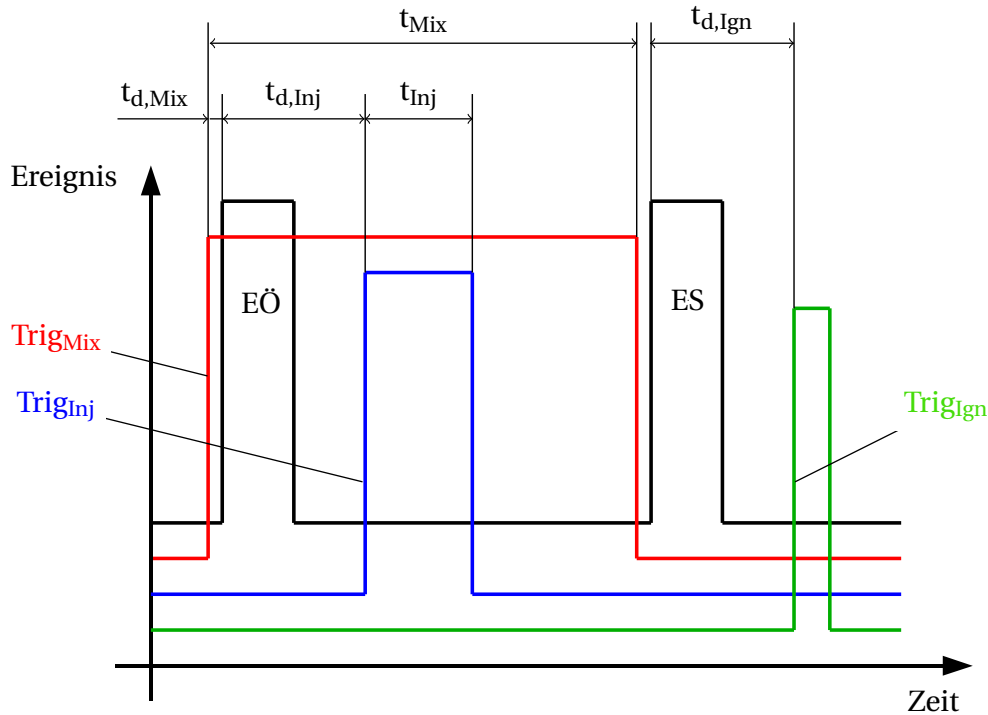 t_Mix
t_d,Ign
t_d,Mix
t_d,Inj
t_Inj
Ereignis
EÖ
ES
Trig_Mix
Trig_Inj
Trig_Ign
Zeit